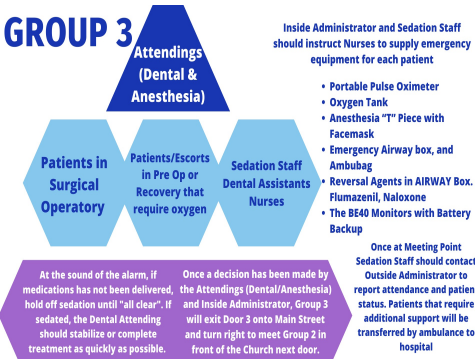 GROUP 3
Attendings
(Dental &
Anesthesia)
Inside Administrator and Sedation Staff
should instruct Nurses to supply emergency
equipment for each patient
• Portable Pulse Oximeter
• Oxygen Tank
• Anesthesia “T” Piece with
Facemask
• Emergency Airway box, and
Ambubag
• Reversal Agents in AIRWAY Box.
Flumazenil, Naloxone
• The BE40 Monitors with Battery
Backup
Patients in
Surgical
Operatory
Patients/Escorts
in Pre Op or
Recovery that
require oxygen
Sedation Staff
Dental Assistants
Nurses
At the sound of the alarm, if
medications has not been delivered,
hold off sedation until "all clear". If
sedated, the Dental Attending
should stabilize or complete
treatment as quickly as possible.
Once a decision has been made by
the Attendings (Dental/Anesthesia)
and Inside Administrator, Group 3
will exit Door 3 onto Main Street
and turn right to meet Group 2 in
front of the Church next door.
Once at Meeting Point
Sedation Staff should contact
Outside Administrator to
report attendance and patient
status. Patients that require
additional support will be
transferred by ambulance to
hospital